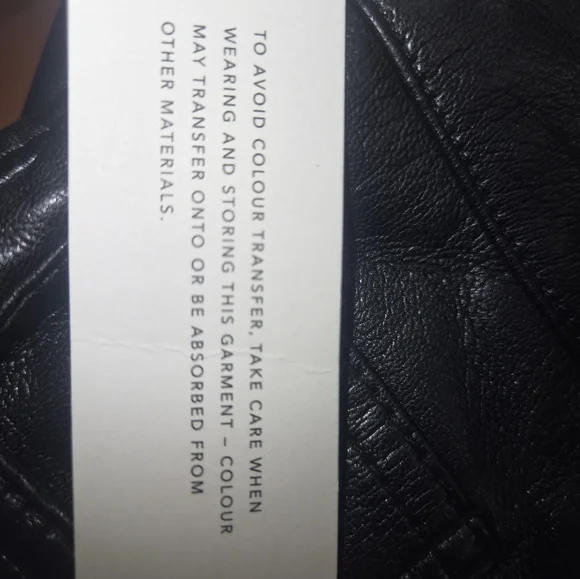 TO AVOID COLOUR TRANSFER, TAKE CARE WHEN
WEARING AND STORING THIS GARMENT – COLOUR
MAY TRANSFER ONTO OR BE ABSORBED FROM
OTHER MATERIALS.